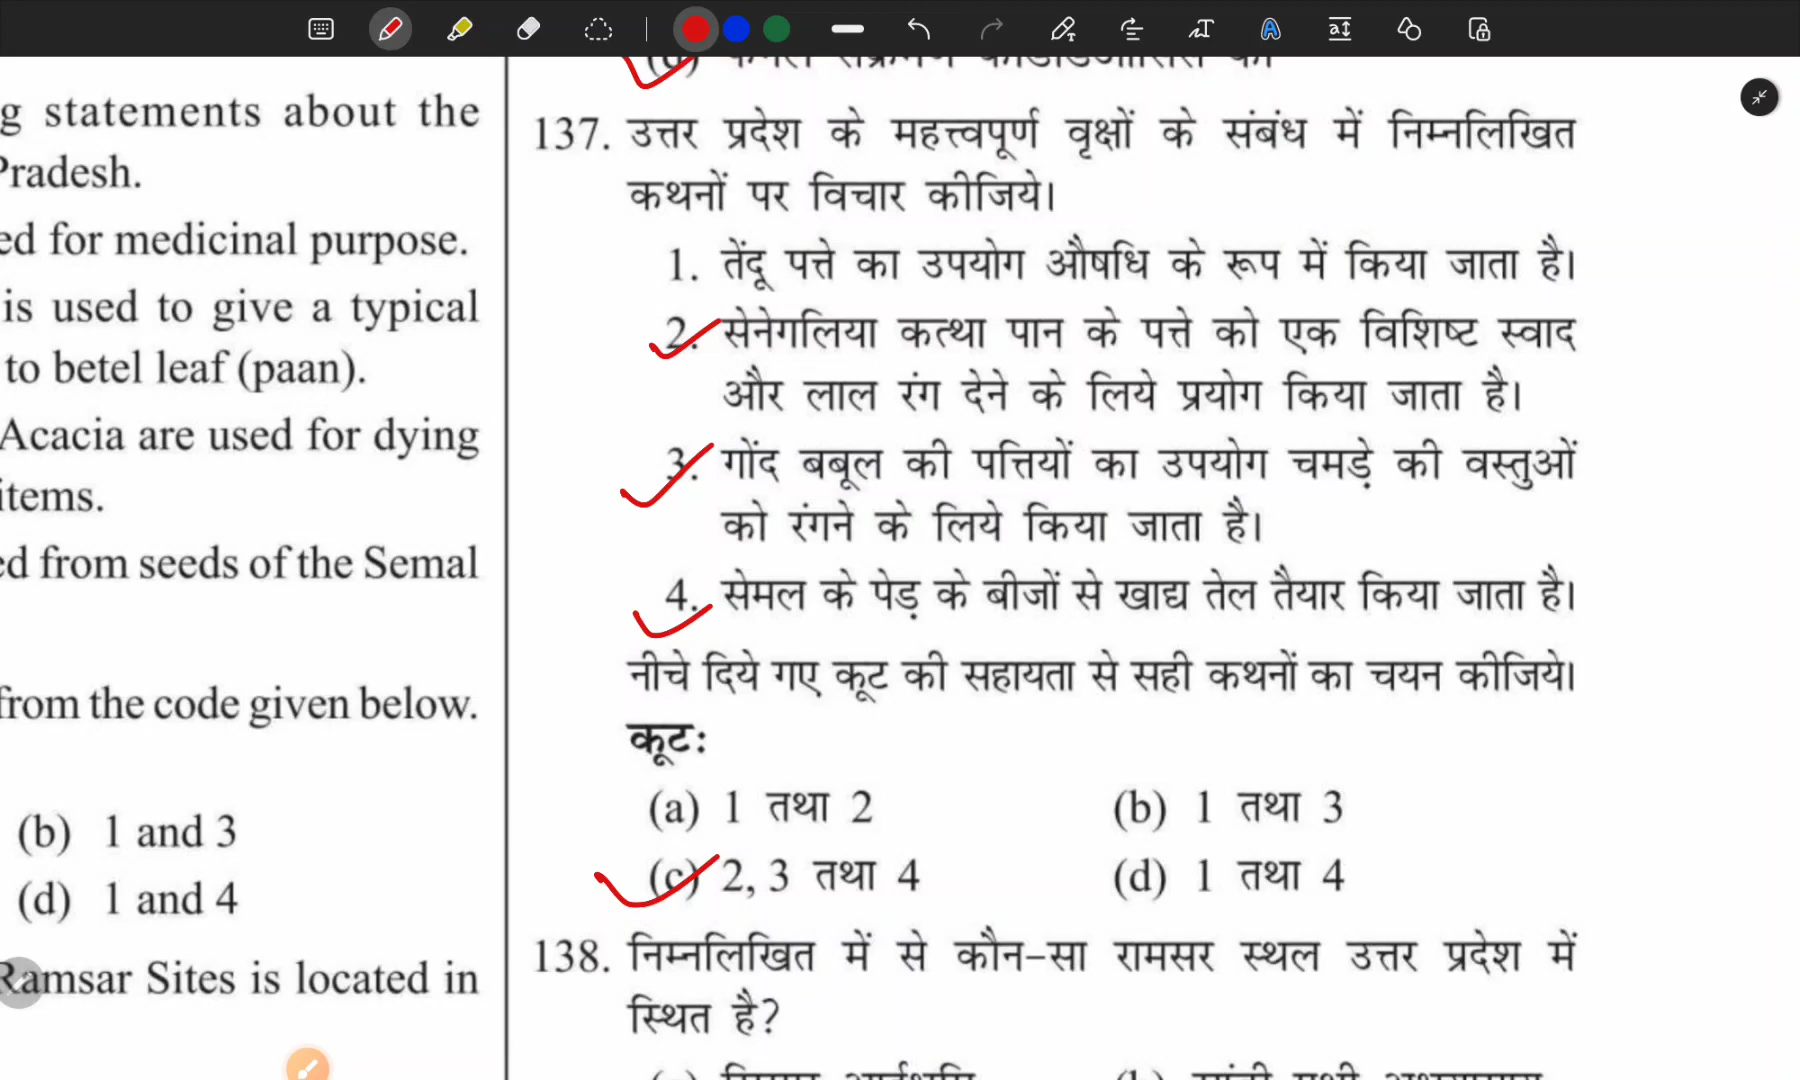 g statements about the
Pradesh.
ed for medicinal purpose.
is used to give a typical
to betel leaf (paan).
Acacia are used for dying
items.
ed from seeds of the Semal
from the code given below.
(b) 1 and 3
(d) 1 and 4
Ramsar Sites is located in
137. उत्तर प्रदेश के महत्त्वपूर्ण वृक्षों के संबंध में निम्नलिखित
कथनों पर विचार कीजिये।
1. तेंदू पत्ते का उपयोग औषधि के रूप में किया जाता है।
2. सेनेगलिया कत्था पान के पत्ते को एक विशिष्ट स्वाद
और लाल रंग देने के लिये प्रयोग किया जाता है।
3. गोंद बबूल की पत्तियों का उपयोग चमड़े की वस्तुओं
को रंगने के लिये किया जाता है।
4. सेमल के पेड़ के बीजों से खाद्य तेल तैयार किया जाता है।
नीचे दिये गए कूट की सहायता से सही कथनों का चयन कीजिये।
कूटः
(a) 1 तथा 2 (b) 1 तथा 3
(c) 2, 3 तथा 4 (d) 1 तथा 4
138. निम्नलिखित में से कौन-सा रामसर स्थल उत्तर प्रदेश में
स्थित है?